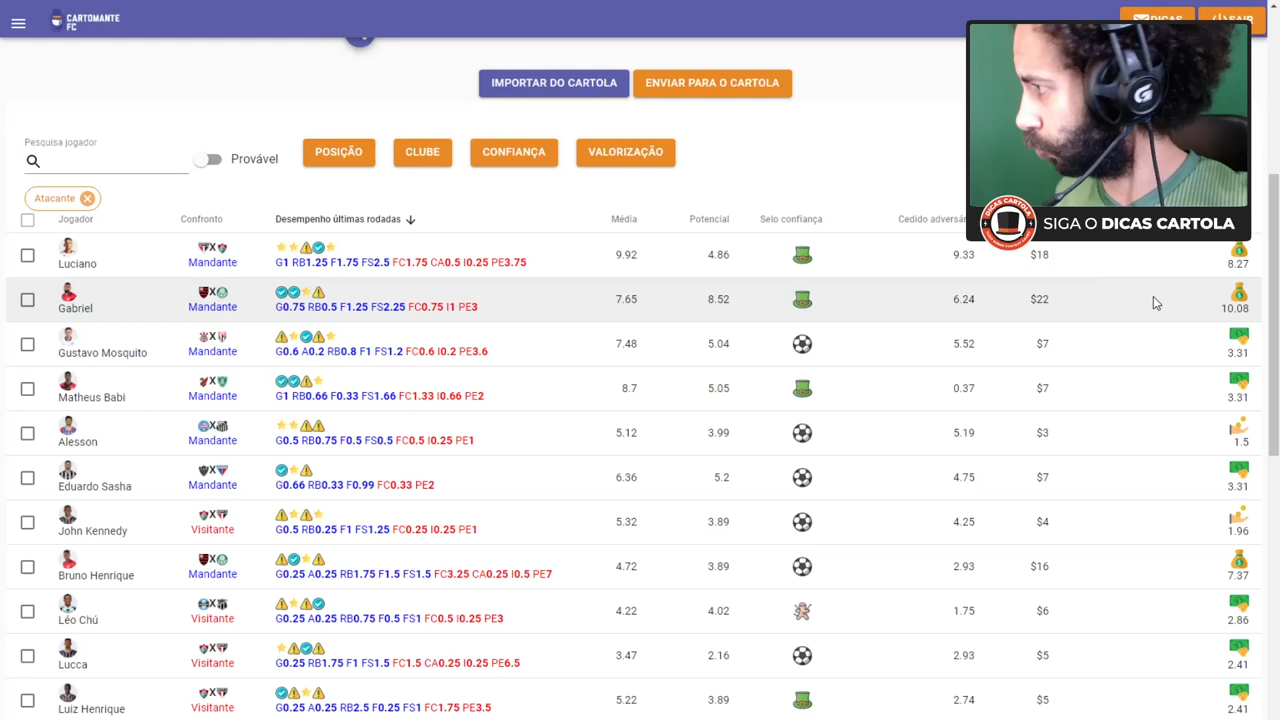 CARTOMANTE
FC
DICAS
SAIR
IMPORTAR DO CARTOLA
ENVIAR PARA O CARTOLA
Pesquisa jogador
Provável
POSIÇÃO
CLUBE
CONFIANÇA
VALORIZAÇÃO
G
DICAS CARTOLA
SIGA O DICAS CARTOLA
Atacante
Jogador Confronto Desempenho últimas rodadas Média Potencial Selo confiança Cedido adversár
Luciano Mandante G1 RB1.25 F1.75 FS2.5 FC1.75 CA0.5 I0.25 PE3.75 9.92 4.86 9.33 $18 8.27
Gabriel Mandante G0.75 RB0.5 F1.25 FS2.25 FC0.75 I1 PE3 7.65 8.52 6.24 $22 10.08
Gustavo Mosquito Mandante G0.6 A0.2 RB0.8 F1 FS1.2 FC0.6 I0.2 PE3.6 7.48 5.04 5.52 $7 3.31
Matheus Babi Mandante G1 RB0.66 F0.33 FS1.66 FC1.33 I0.66 PE2 8.7 5.05 0.37 $7 3.31
Alesson Mandante G0.5 RB0.75 F0.5 FS0.5 FC0.5 I0.25 PE1 5.12 3.99 5.19 $3 1.5
Eduardo Sasha Mandante G0.66 RB0.33 F0.99 FC0.33 PE2 6.36 5.2 4.75 $7 3.31
John Kennedy Visitante G0.5 RB0.25 F1 FS1.25 FC0.25 I0.25 PE1 5.32 3.89 4.25 $4 1.96
Bruno Henrique Mandante G0.25 A0.25 RB1.75 F1.5 FS1.5 FC3.25 CA0.25 I0.5 PE7 4.72 3.89 2.93 $16 7.37
Léo Chú Visitante G0.25 A0.25 RB0.75 F0.5 FS1 FC0.5 I0.25 PE3 4.22 4.02 1.75 $6 2.86
Lucca Visitante G0.25 RB1.75 F1 FS1.5 FC1.5 CA0.25 I0.25 PE6.5 3.47 2.16 2.93 $5 2.41
Luiz Henrique Visitante G0.25 A0.25 RB2.5 F0.25 FS1 FC1.75 PE3.5 5.22 3.89 2.74 $5 2.41